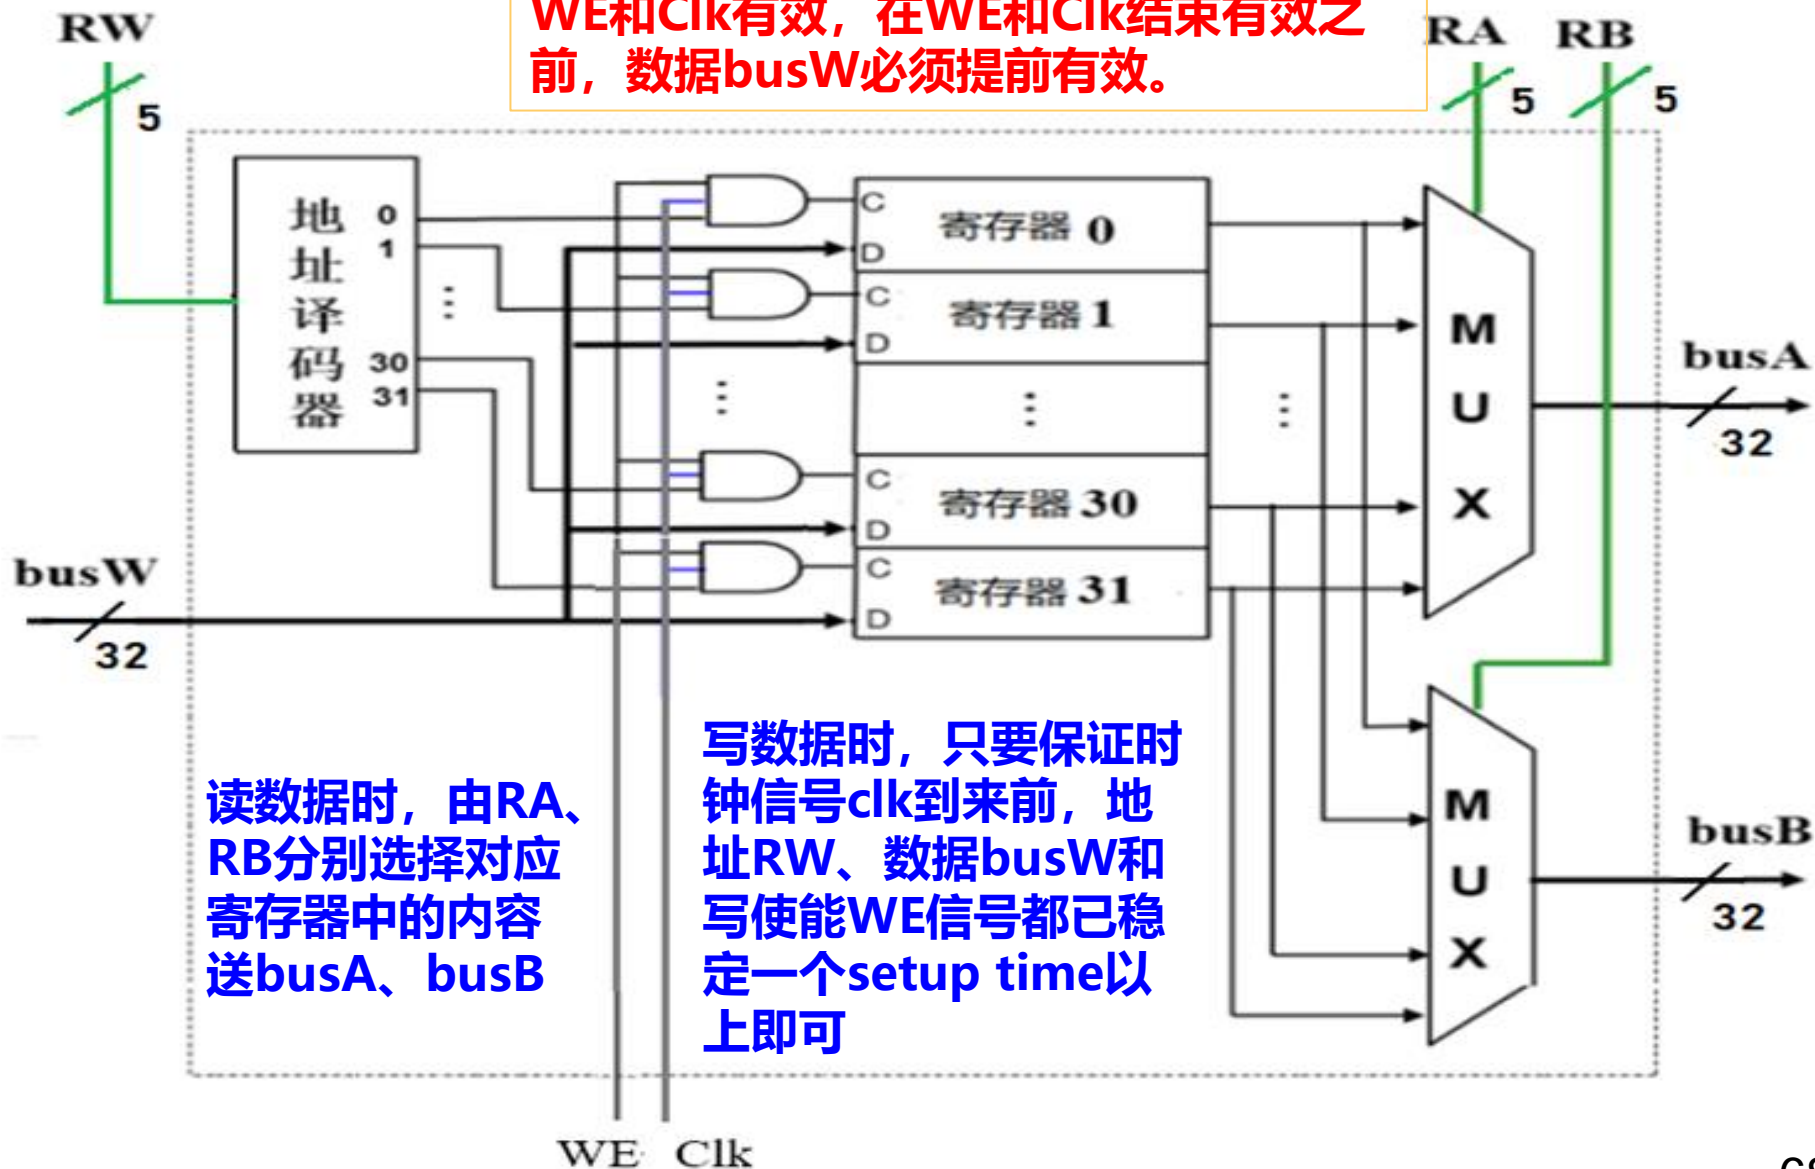 WE和Clk有效，在WE和Clk结束有效之
前，数据busW必须提前有效。
RW
RA
RB
5
5
5
地址译码器
0
1
30
31
C
D
寄存器 0
C
D
寄存器 1
C
D
寄存器 30
C
D
寄存器 31
MUX
busA
32
busW
32
MUX
busB
32
读数据时，由RA、
RB分别选择对应
寄存器中的内容
送busA、busB
写数据时，只要保证时
钟信号clk到来前，地
址RW、数据busW和
写使能WE信号都已稳
定一个setup time以
上即可
WE
Clk